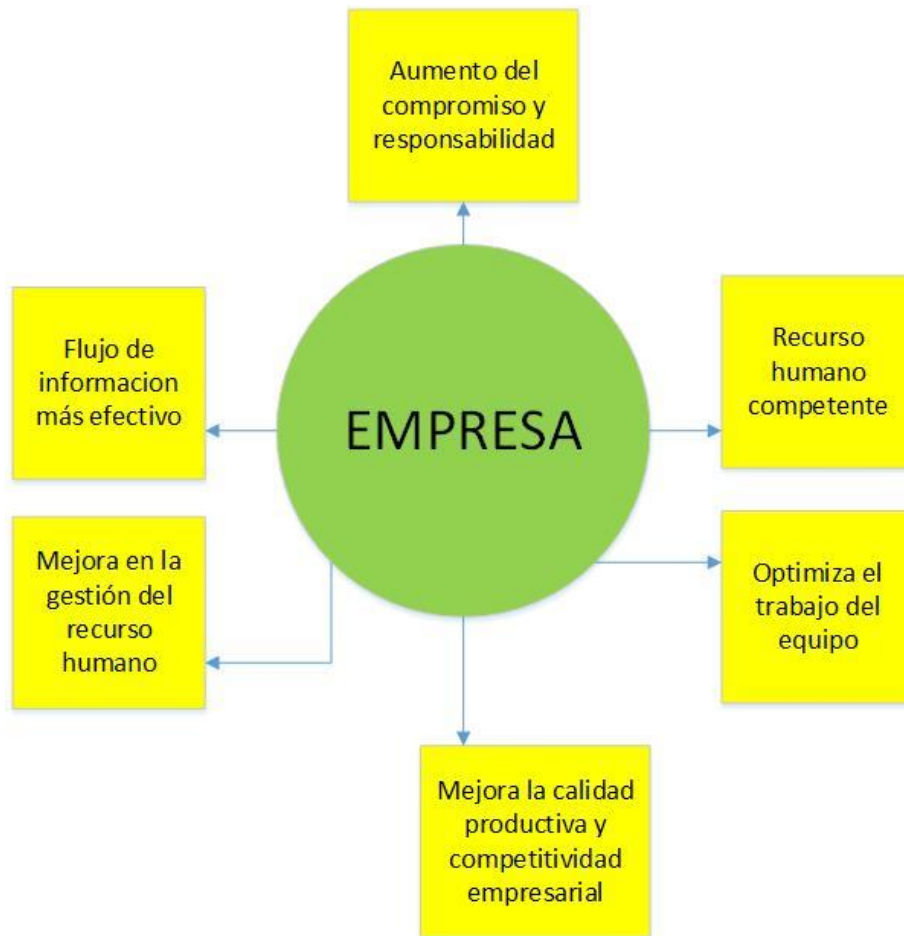 Aumento del
compromiso y
responsabilidad
Flujo de
informacion
más efectivo
EMPRESA
Recurso
humano
competente
Mejora en la
gestión del
recurso
humano
Optimiza el
trabajo del
equipo
Mejora la calidad
productiva y
competitividad
empresarial